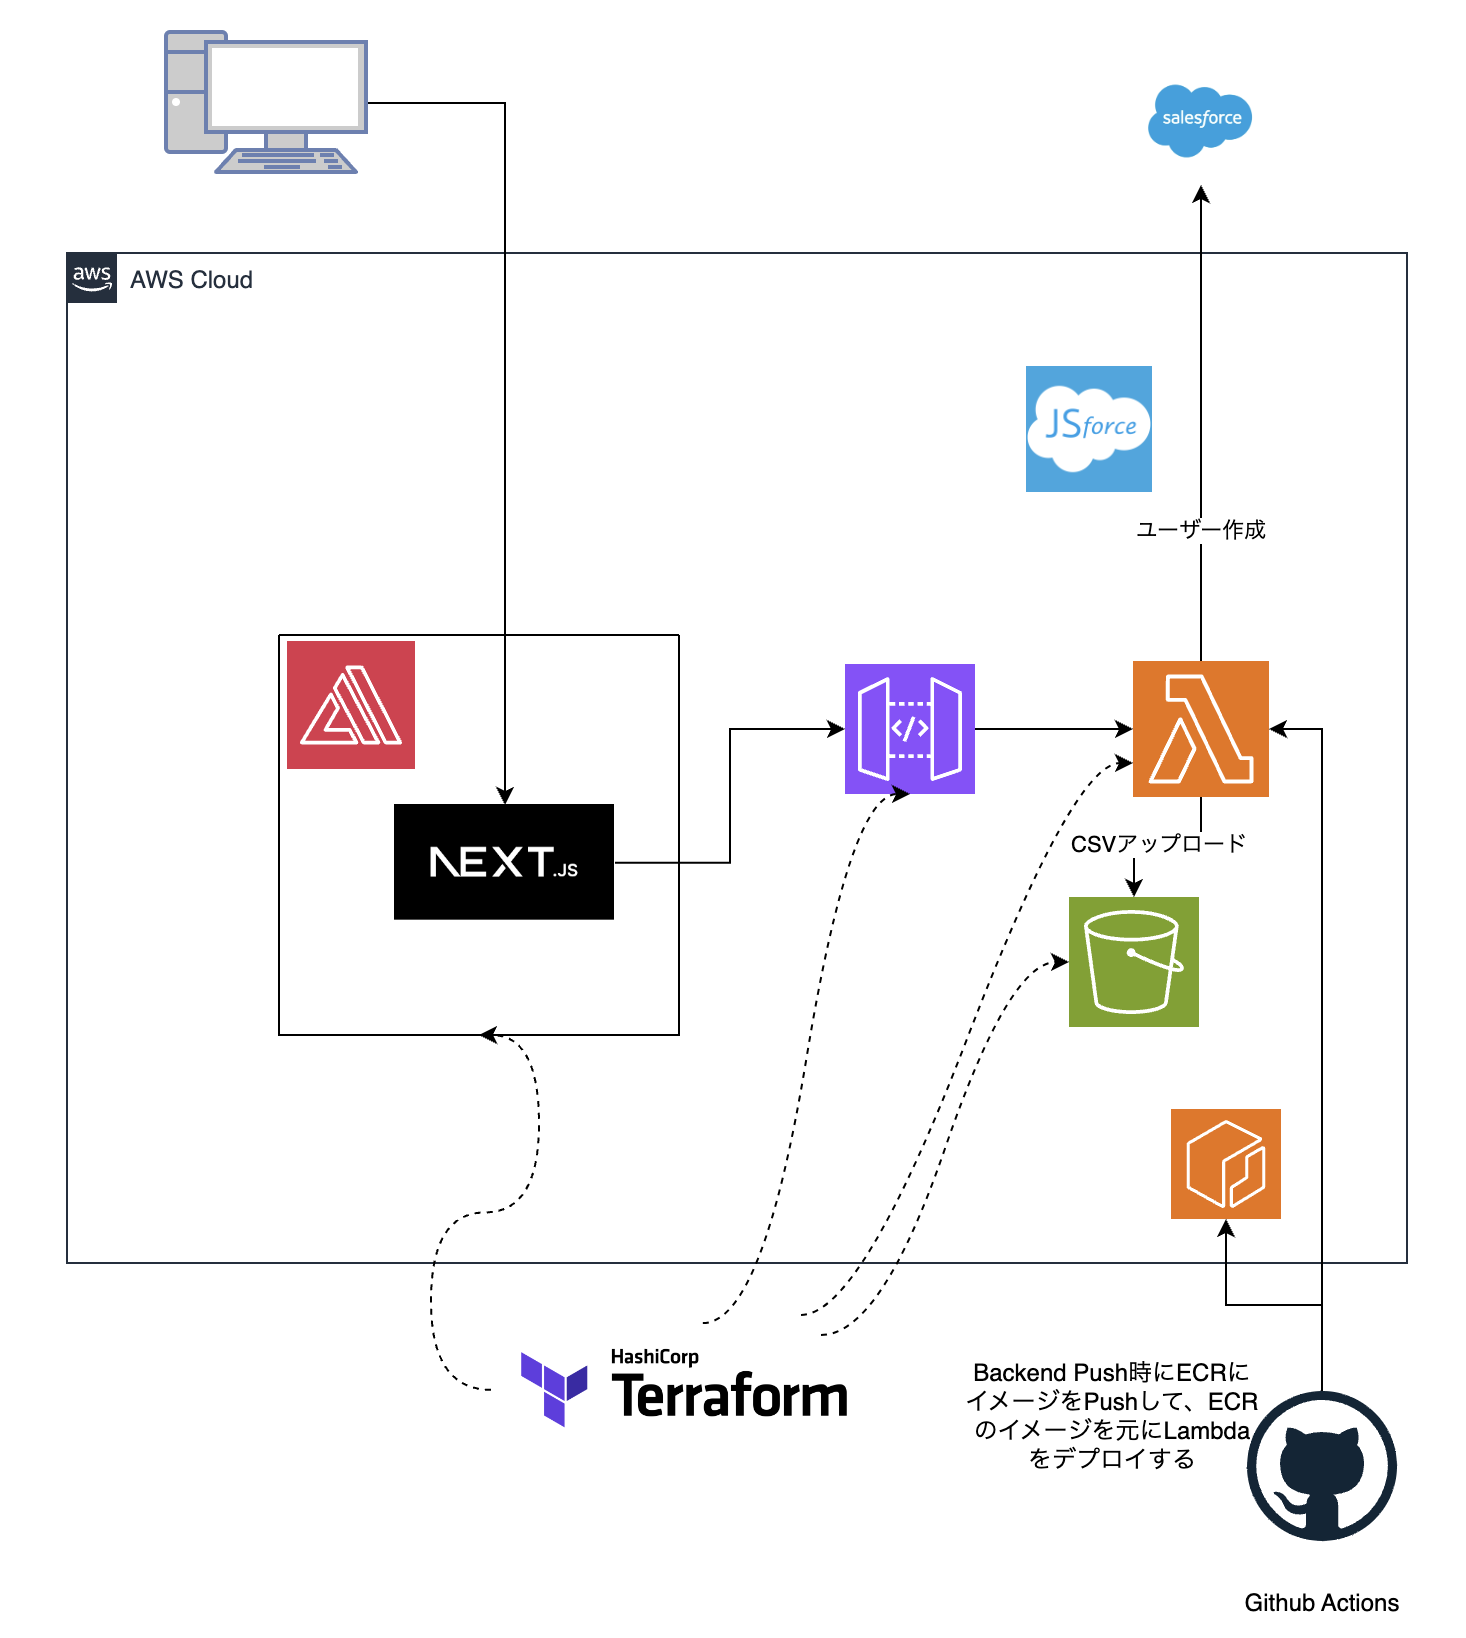 salesforce
aws
AWS Cloud
JSforce
ユーザー作成
</>
NEXT.JS
CSVアップロード
HashiCorp
Terraform
Backend Push時にECRに
イメージをPushして、ECR
のイメージを元にLambda
をデプロイする
Github Actions